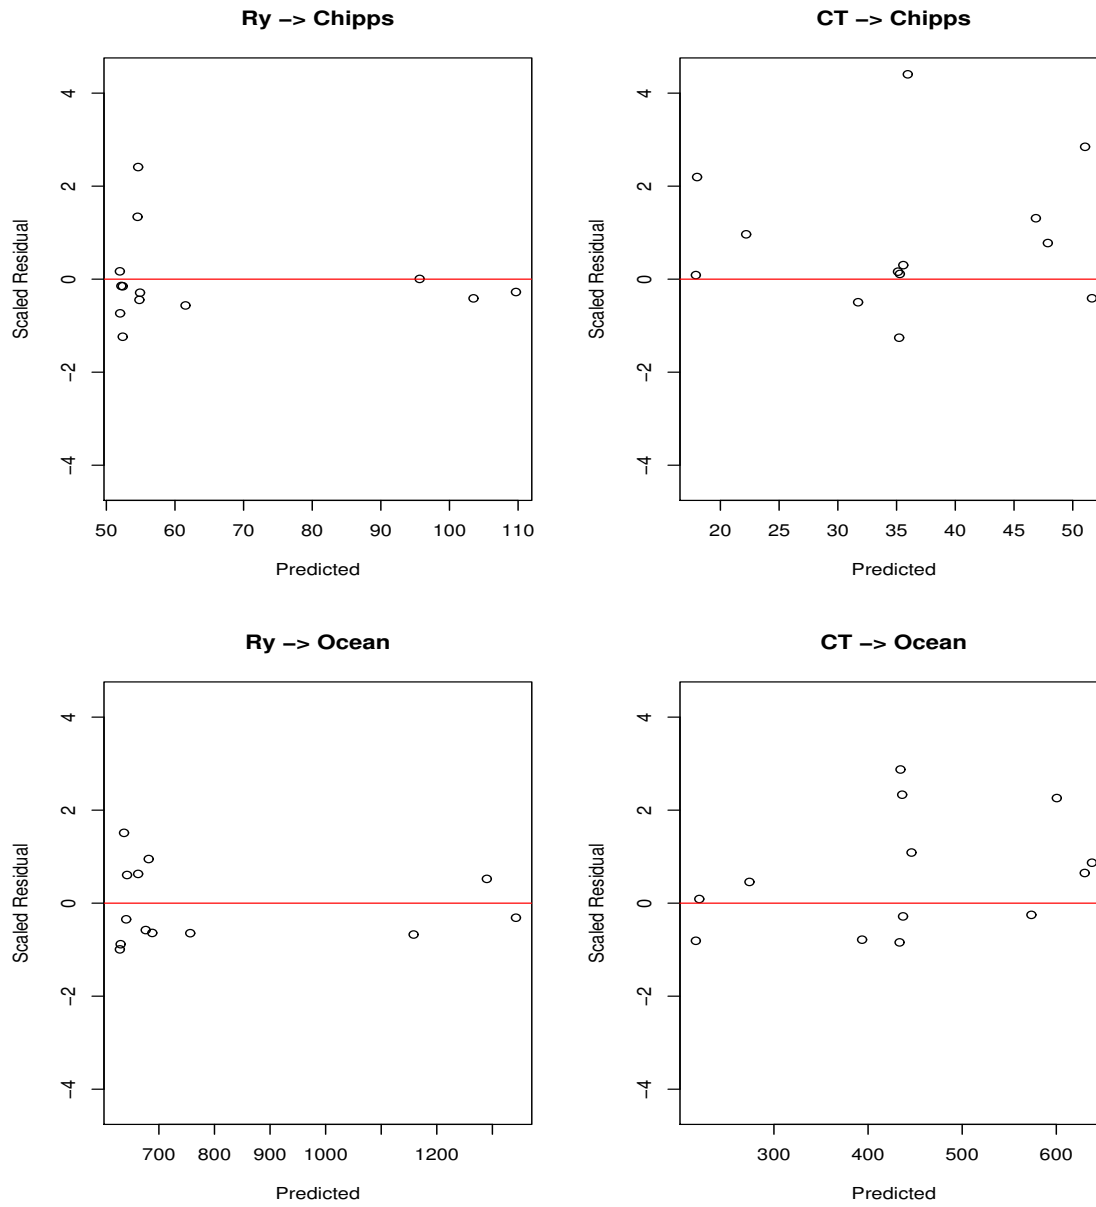 Ry −> Chipps
Scaled Residual
4
2
0
−2
−4
50 60 70 80 90 100 110
Predicted
CT −> Chipps
Scaled Residual
4
2
0
−2
−4
20 25 30 35 40 45 50
Predicted
Ry −> Ocean
Scaled Residual
4
2
0
−2
−4
700 800 900 1000 1200
Predicted
CT −> Ocean
Scaled Residual
4
2
0
−2
−4
300 400 500 600
Predicted